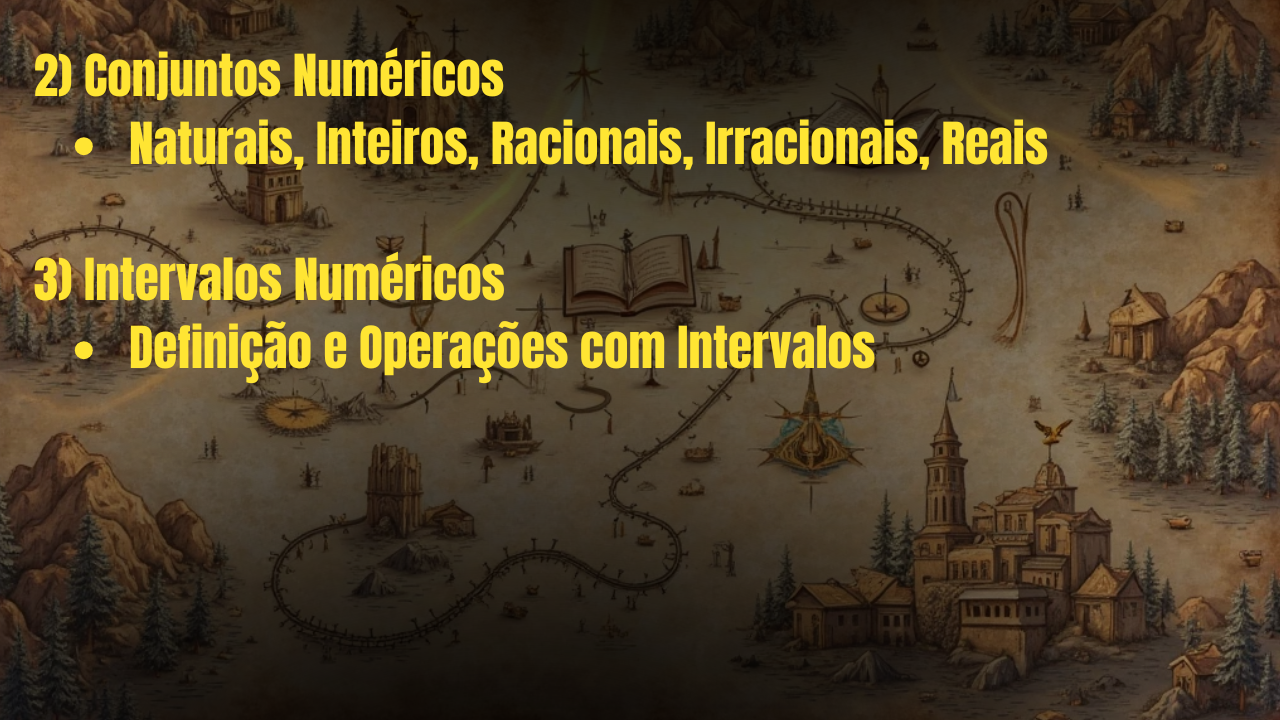 2) Conjuntos Numéricos
• Naturais, Inteiros, Racionais, Irracionais, Reais
3) Intervalos Numéricos
• Definição e Operações com Intervalos